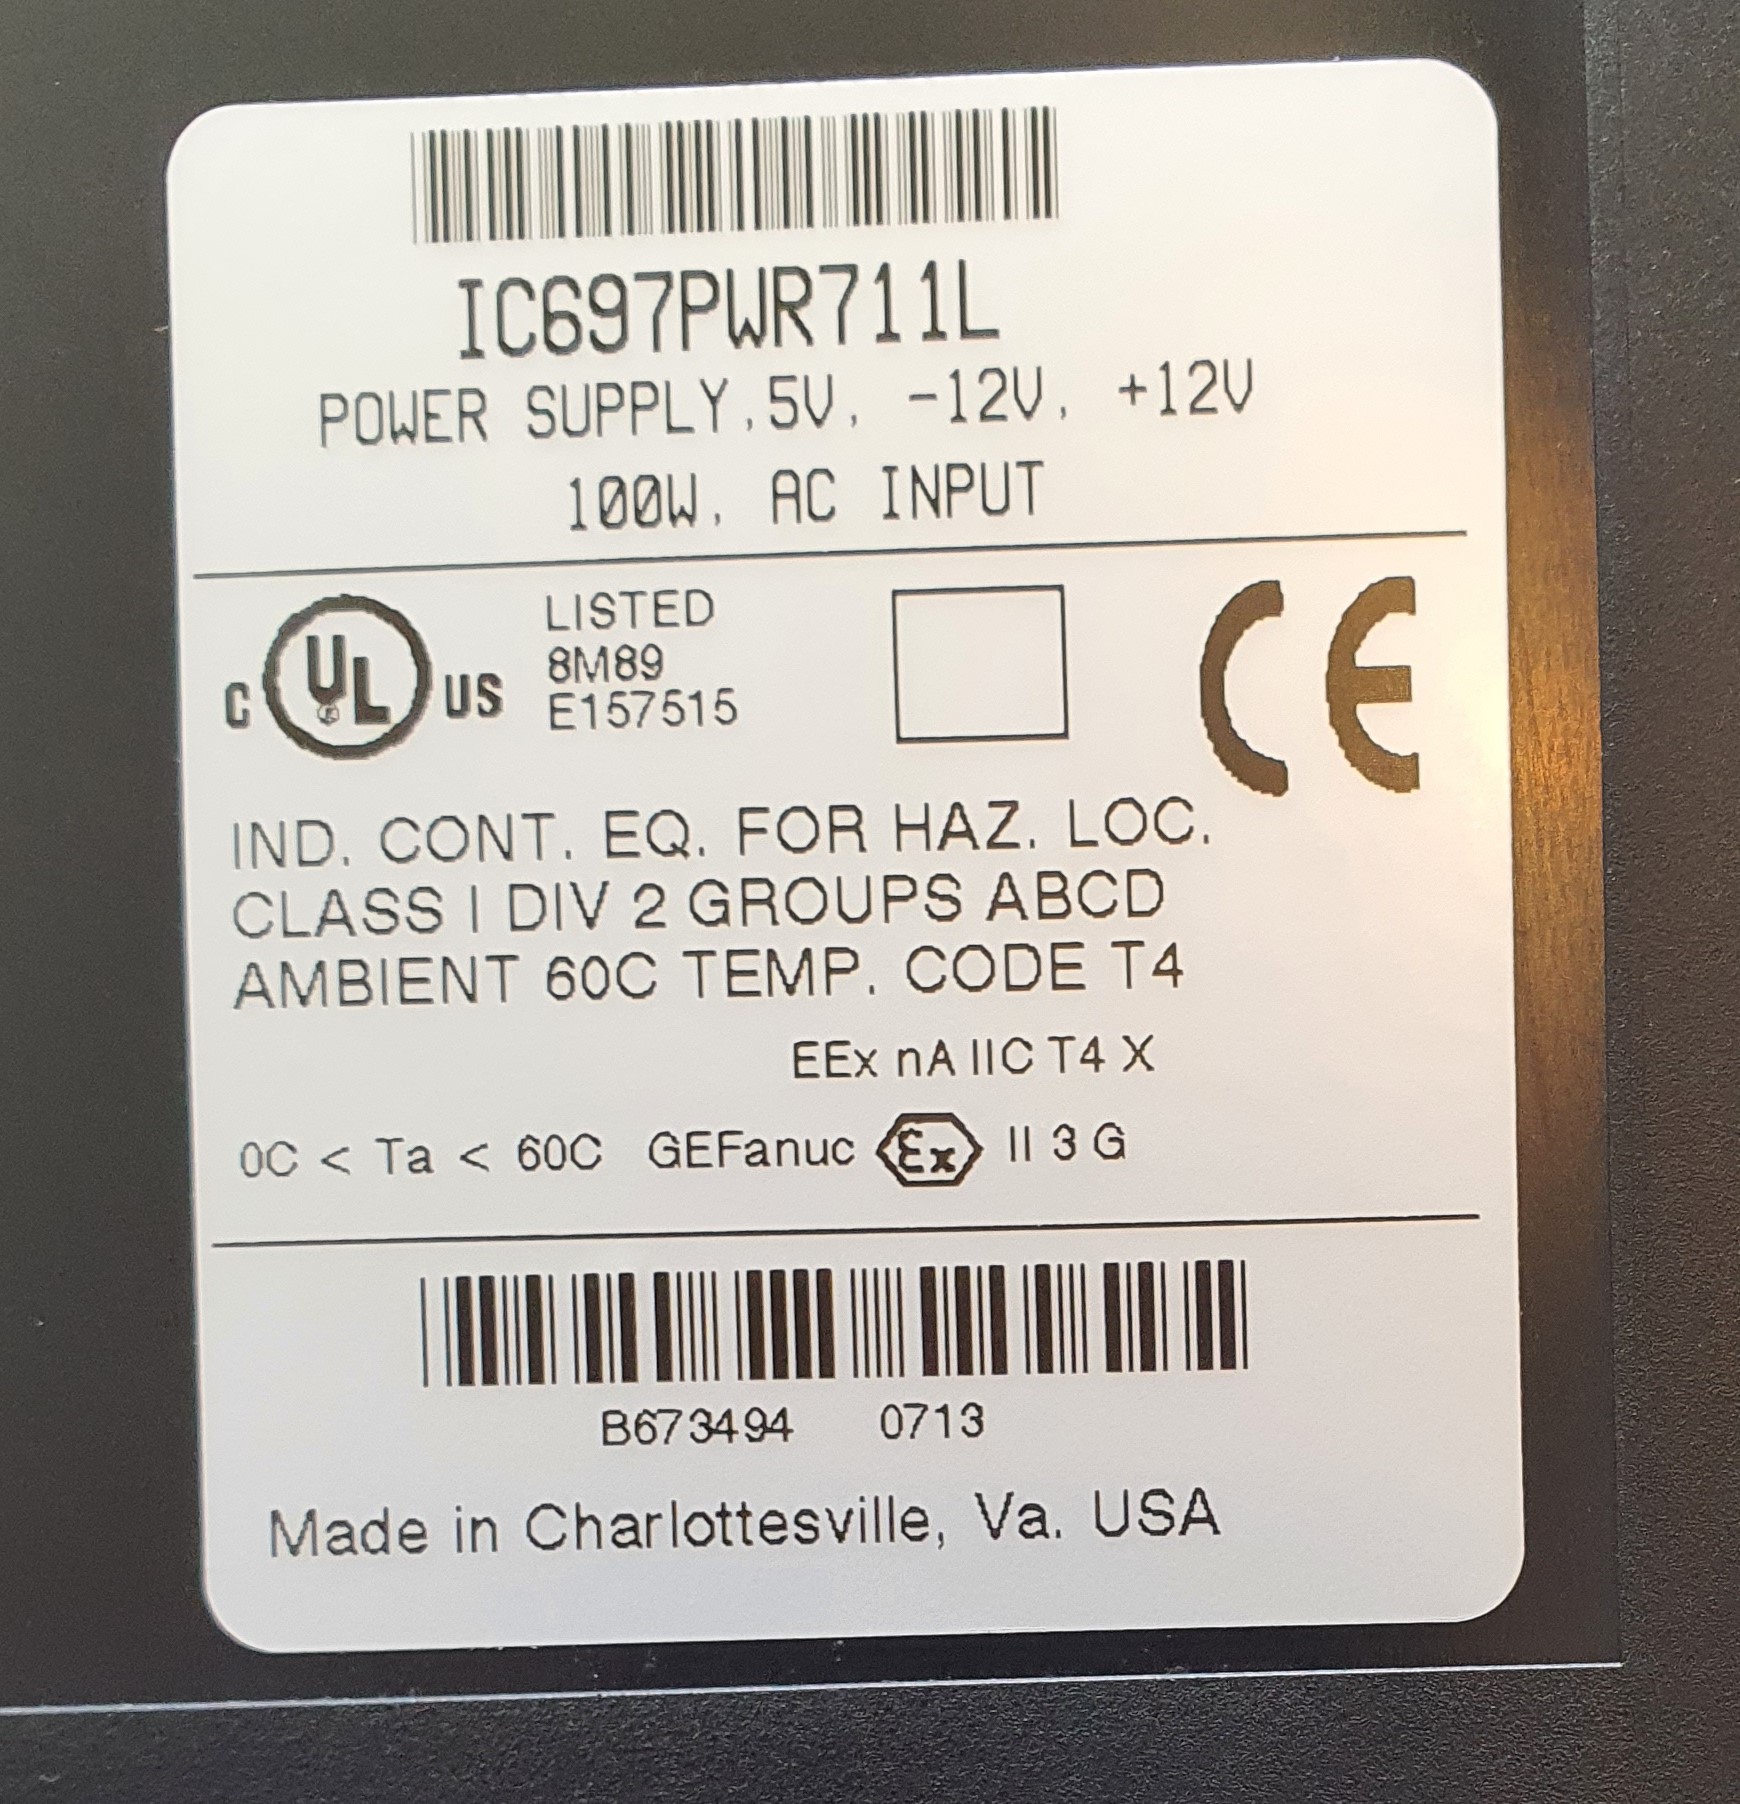 IC697PWR711L
POWER SUPPLY,5V, -12V, +12V
100W, AC INPUT
C UL US LISTED
8M89
E157515
CE
IND. CONT. EQ. FOR HAZ. LOC.
CLASS I DIV 2 GROUPS ABCD
AMBIENT 60C TEMP. CODE T4
EEx nA IIC T4 X
0C < Ta < 60C GEFanuc Ex II 3 G
B673494 0713
Made in Charlottesville, Va. USA